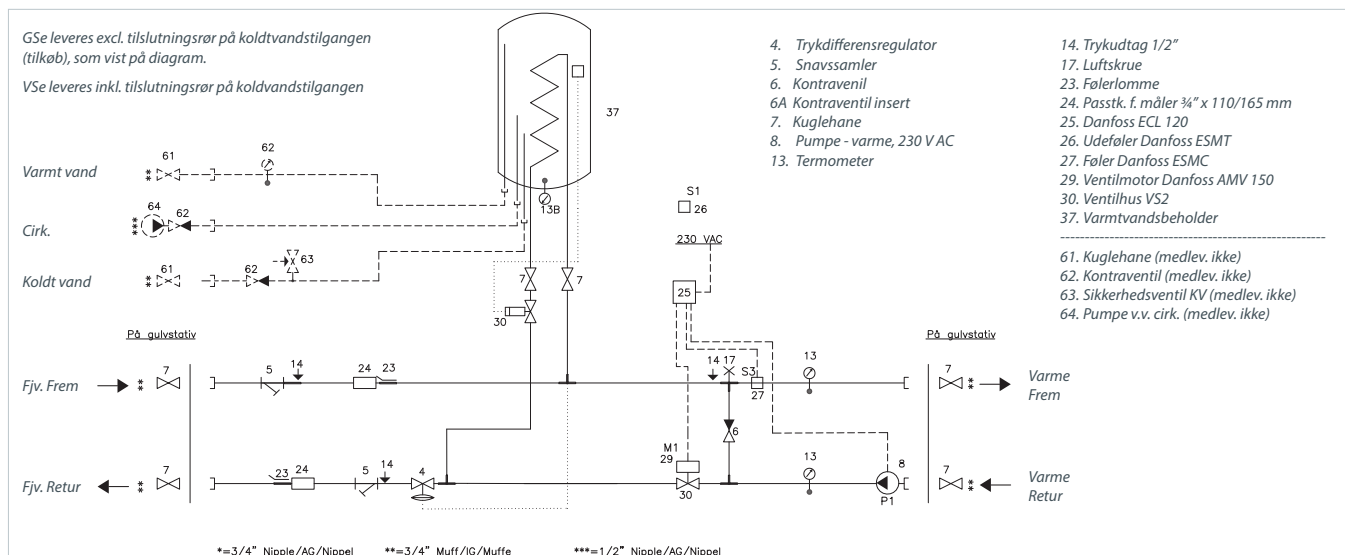 GSe leveres excl. tilslutningsrør på koldtvandstilgangen
(tilkøb), som vist på diagram.
VSe leveres inkl. tilslutningsrør på koldvandstilgangen
4. Trykdifferensregulator
5. Snavssamler
6. Kontravenil
6A Kontraventil insert
7. Kuglehane
8. Pumpe - varme, 230 V AC
13. Termometer
14. Trykudtag 1/2”
17. Luftskrue
23. Følerlomme
24. Passtk. f. måler ¾” x 110/165 mm
25. Danfoss ECL 120
26. Udeføler Danfoss ESMT
27. Føler Danfoss ESMC
29. Ventilmotor Danfoss AMV 150
30. Ventilhus VS2
37. Varmtvandsbeholder
61. Kuglehane (medlev. ikke)
62. Kontraventil (medlev. ikke)
63. Sikkerhedsventil KV (medlev. ikke)
64. Pumpe v.v. cirk. (medlev. ikke)
37
Varmt vand
**
61
62
13B
S1
26
Cirk.
***
64
62
230 VAC
Koldt vand
**
61
62
63
7
7
25
30
På gulvstativ
På gulvstativ
Fjv. Frem
**
7
5
14
24
23
14
17
S3
27
13
7
**
Varme
Frem
6
M1
29
Fjv. Retur
**
7
23
24
5
14
4
30
13
8
P1
7
**
Varme
Retur
*=3/4" Nipple/AG/Nippel
**=3/4" Muff/IG/Muffe
***=1/2" Nipple/AG/Nippel